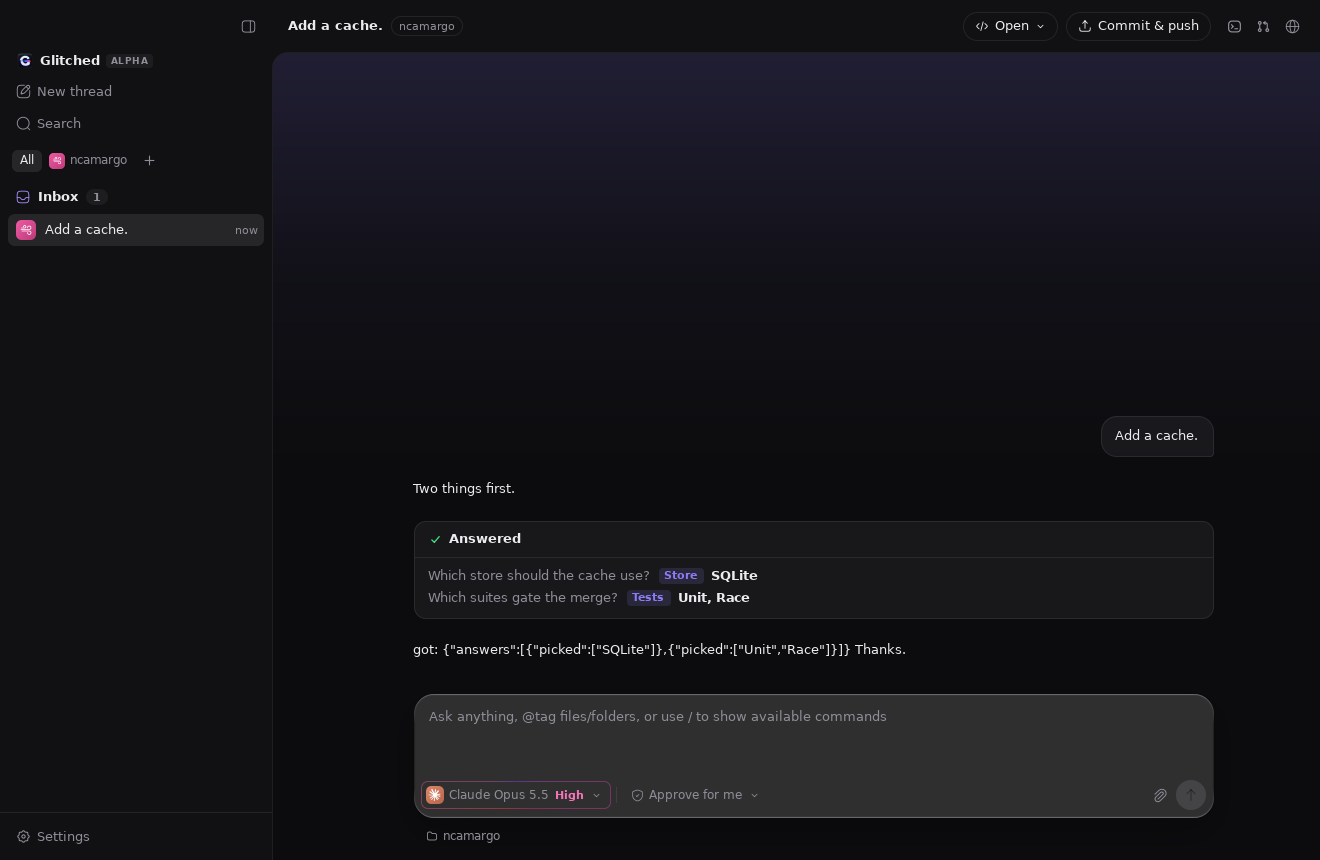 Add a cache.
ncamargo
Open
Commit & push
Glitched
ALPHA
New thread
Search
All
ncamargo
Inbox
1
Add a cache.
now
Add a cache.
Two things first.
Answered
Which store should the cache use? Store SQLite
Which suites gate the merge? Tests Unit, Race
got: {"answers":[{"picked":["SQLite"]},{"picked":["Unit","Race"]}]} Thanks.
Ask anything, @tag files/folders, or use / to show available commands
Claude Opus 5.5 High
Approve for me
ncamargo
Settings